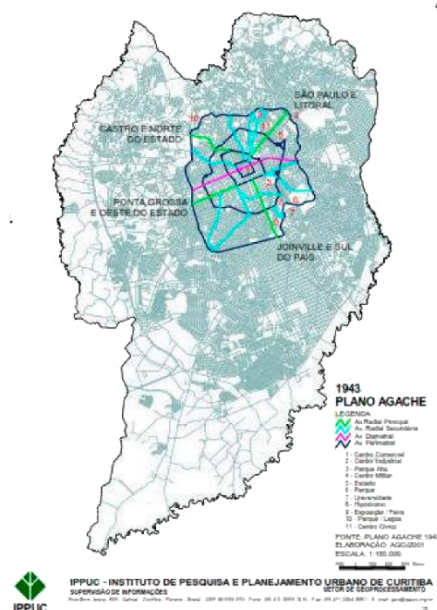 SÃO PAULO E
LITORAL
CASTRO E NORTE
DO ESTADO
PONTA GROSSA
E OESTE DO ESTADO
JOINVILLE E SUL
DO PAIS
1943
PLANO AGACHE
LEGENDA
Av. Radial Principal
Av. Radial Secundária
Av. Diametral
Av. Perimetral
1 - Centro Comercial
2 - Centro Industrial
3 - Parque Alto
4 - Centro Militar
5 - Estádio
6 - Parque
7 - Universidade
8 - Hipódromo
9 - Exposição / Feira
10 - Parque / Lagoa
11 - Centro Cívico
FONTE: PLANO AGACHE 1943
ELABORAÇÃO: AGO/2001
ESCALA: 1:150.000
IPPUC - INSTITUTO DE PESQUISA E PLANEJAMENTO URBANO DE CURITIBA
SUPERVISÃO DE INFORMAÇÕES SETOR DE GEOPROCESSAMENTO
IPPUC